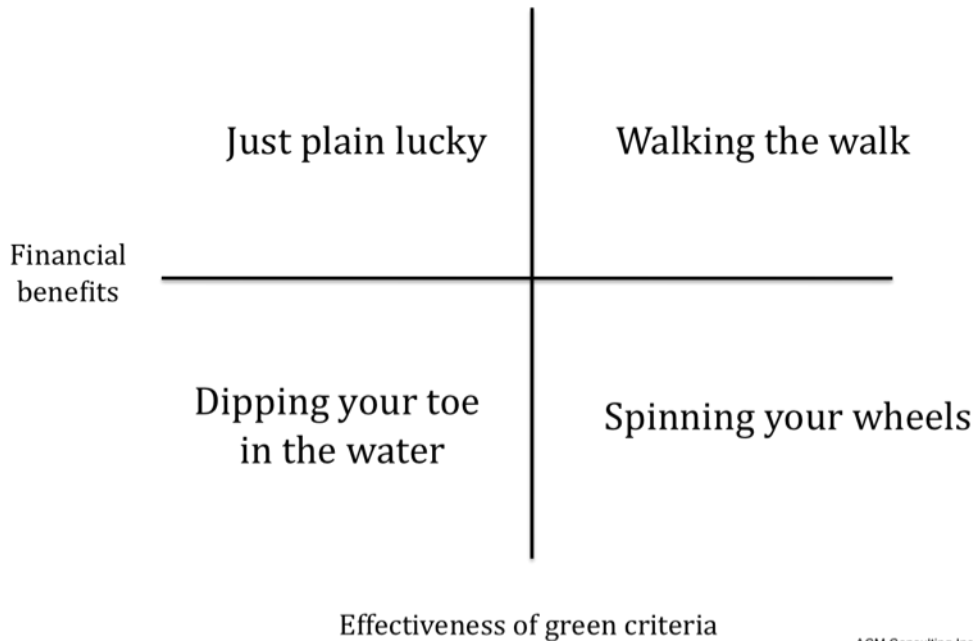 Just plain lucky
Walking the walk
Financial
benefits
Dipping your toe
in the water
Spinning your wheels
Effectiveness of green criteria